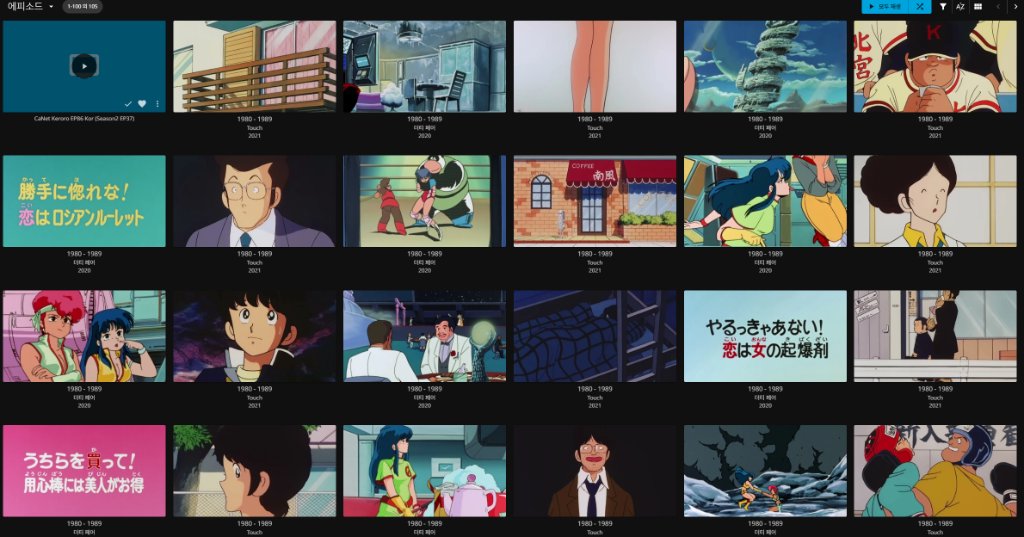 에피소드
1-100 의 105
모두 재생
CaNet Keroro EP86 Kor (Season2 EP37)
1980 - 1989
Touch
2021
1980 - 1989
더티 페어
2020
1980 - 1989
Touch
2021
1980 - 1989
더티 페어
2020
北宮
K
1980 - 1989
Touch
2021
勝手に惚れな!
恋はロシアンルーレット
1980 - 1989
더티 페어
2020
1980 - 1989
Touch
2021
1980 - 1989
더티 페어
2020
COFFEE
南風
1980 - 1989
Touch
2021
1980 - 1989
더티 페어
2020
1980 - 1989
Touch
2021
1980 - 1989
더티 페어
2020
1980 - 1989
Touch
2021
1980 - 1989
더티 페어
2020
1980 - 1989
Touch
2021
やるっきゃあない!
恋は女の起爆剤
1980 - 1989
더티 페어
2020
1980 - 1989
Touch
2021
うちらを買って!
用心棒には美人がお得
1980 - 1989
더티 페어
1980 - 1989
Touch
1980 - 1989
더티 페어
1980 - 1989
Touch
1980 - 1989
더티 페어
新入
1980 - 1989
Touch